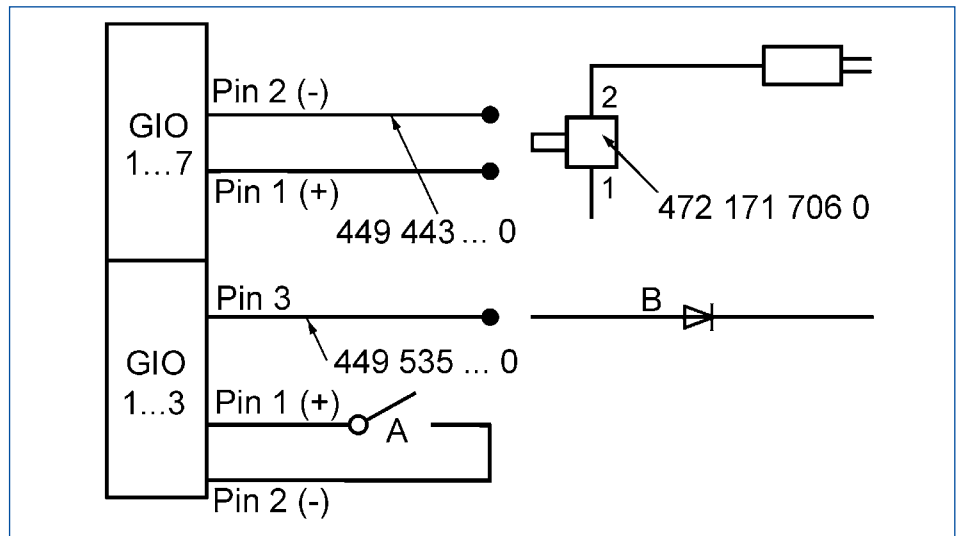 Pin 2 (-)
2
GIO
1...7
Pin 1 (+)
1
472 171 706 0
449 443 ... 0
Pin 3
B
449 535 ... 0
GIO
1...3
Pin 1 (+)
A
Pin 2 (-)